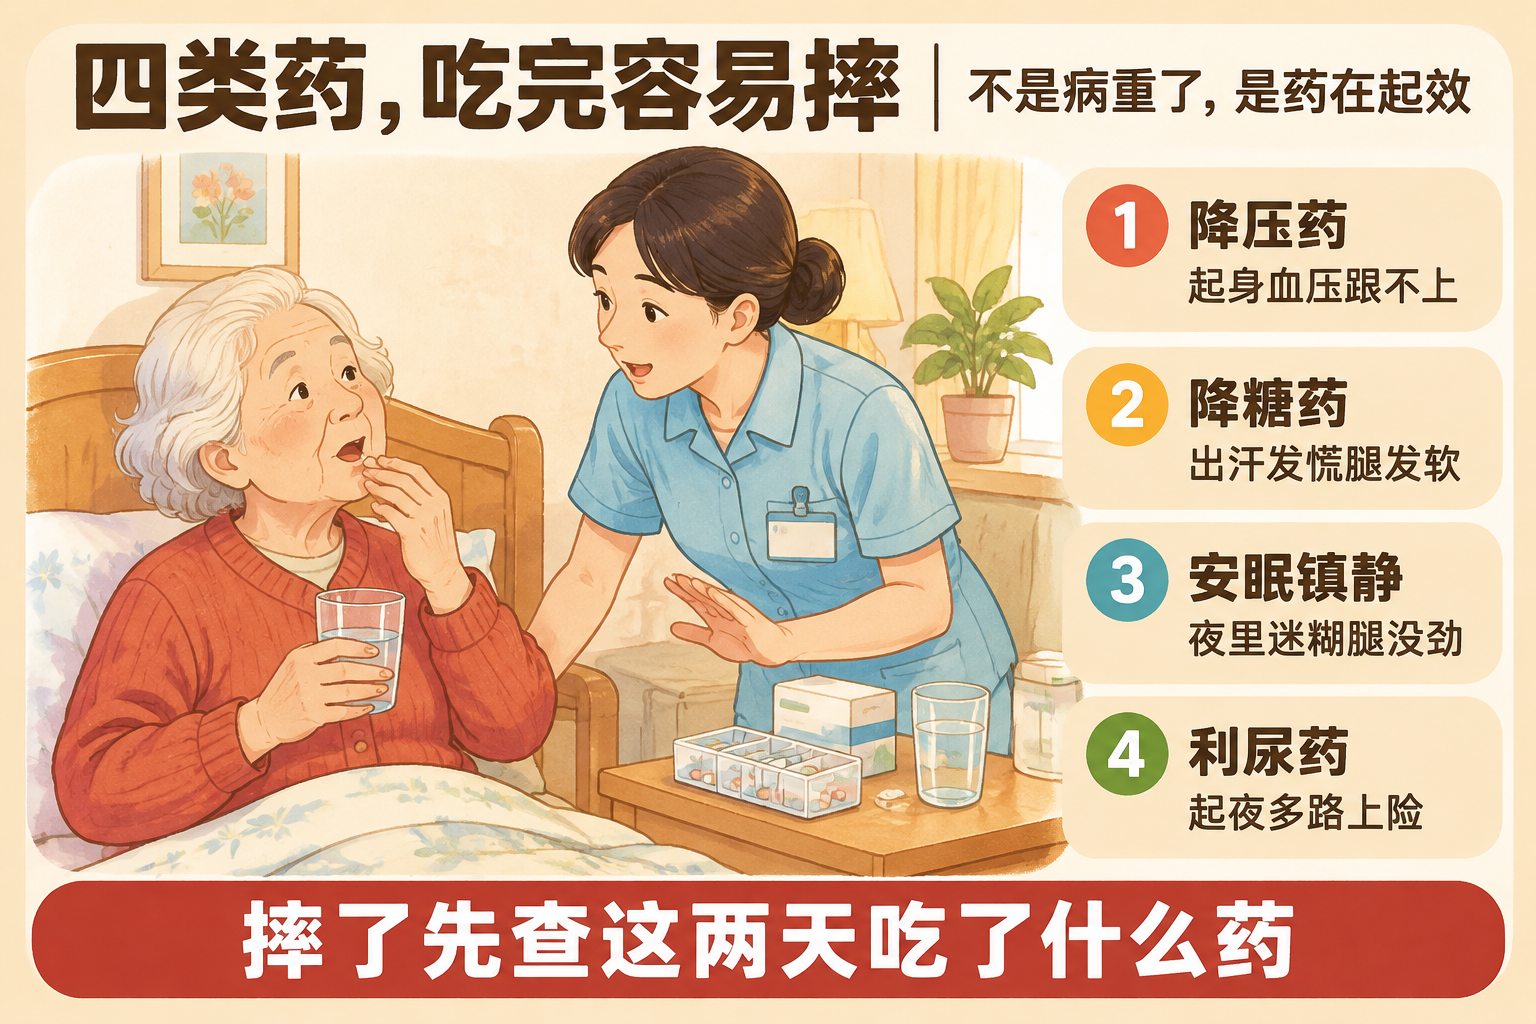 四类药,吃完容易摔
不是病重了,是药在起效
1 降压药
起身血压跟不上
2 降糖药
出汗发慌腿发软
3 安眠镇静
夜里迷糊腿没劲
4 利尿药
起夜多路上险
摔了先查这两天吃了什么药